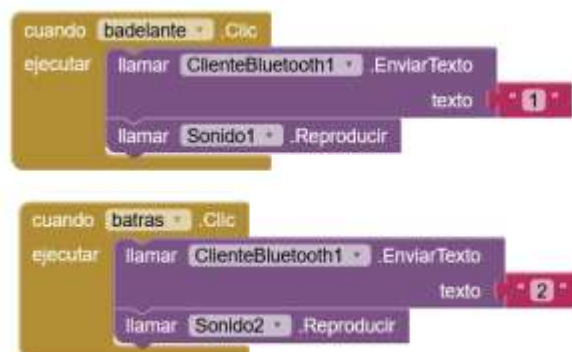 cuando badelante .Clic
ejecutar llamar ClienteBluetooth1 .EnviarTexto
texto "1"
llamar Sonido1 .Reproducir
cuando batras .Clic
ejecutar llamar ClienteBluetooth1 .EnviarTexto
texto "2"
llamar Sonido2 .Reproducir